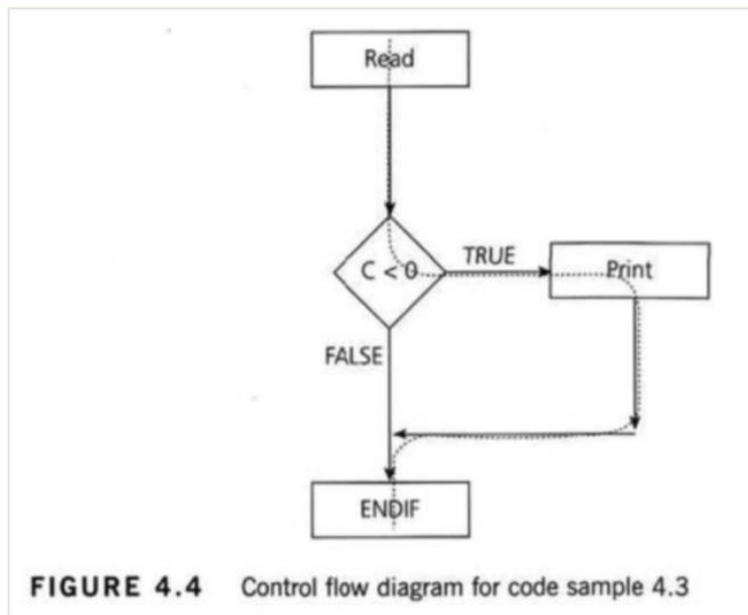 Read
C < 0
TRUE
Print
FALSE
ENDIF
FIGURE 4.4 Control flow diagram for code sample 4.3